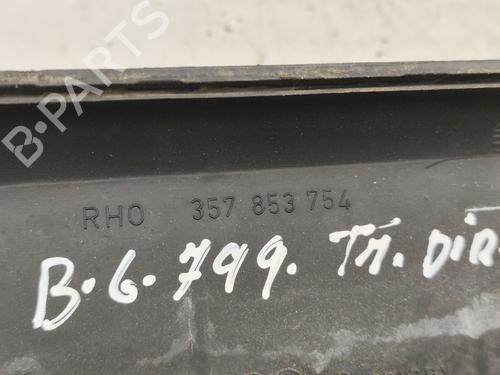 B-PARTS
RHO 357 853 754
B.6.799. TR. DIR